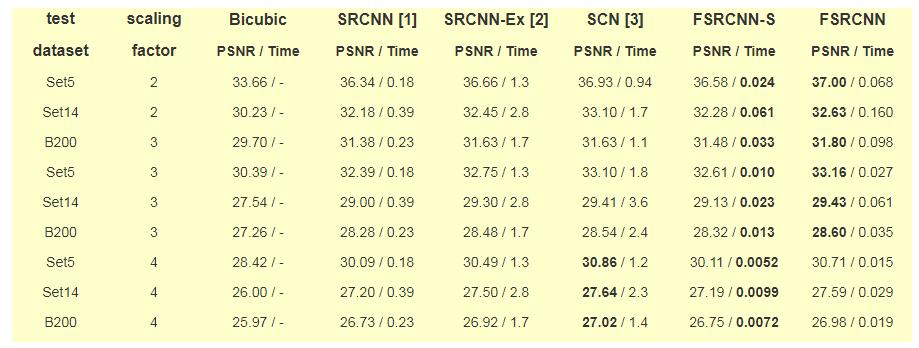 test scaling Bicubic SRCNN [1] SRCNN-Ex [2] SCN [3] FSRCNN-S FSRCNN
dataset factor PSNR / Time PSNR / Time PSNR / Time PSNR / Time PSNR / Time PSNR / Time
Set5 2 33.66 / - 36.34 / 0.18 36.66 / 1.3 36.93 / 0.94 36.58 / 0.024 37.00 / 0.068
Set14 2 30.23 / - 32.18 / 0.39 32.45 / 2.8 33.10 / 1.7 32.28 / 0.061 32.63 / 0.160
B200 3 29.70 / - 31.38 / 0.23 31.63 / 1.7 31.63 / 1.1 31.48 / 0.033 31.80 / 0.098
Set5 3 30.39 / - 32.39 / 0.18 32.75 / 1.3 33.10 / 1.8 32.61 / 0.010 33.16 / 0.027
Set14 3 27.54 / - 29.00 / 0.39 29.30 / 2.8 29.41 / 3.6 29.13 / 0.023 29.43 / 0.061
B200 3 27.26 / - 28.28 / 0.23 28.48 / 1.7 28.54 / 2.4 28.32 / 0.013 28.60 / 0.035
Set5 4 28.42 / - 30.09 / 0.18 30.49 / 1.3 30.86 / 1.2 30.11 / 0.0052 30.71 / 0.015
Set14 4 26.00 / - 27.20 / 0.39 27.50 / 2.8 27.64 / 2.3 27.19 / 0.0099 27.59 / 0.029
B200 4 25.97 / - 26.73 / 0.23 26.92 / 1.7 27.02 / 1.4 26.75 / 0.0072 26.98 / 0.019